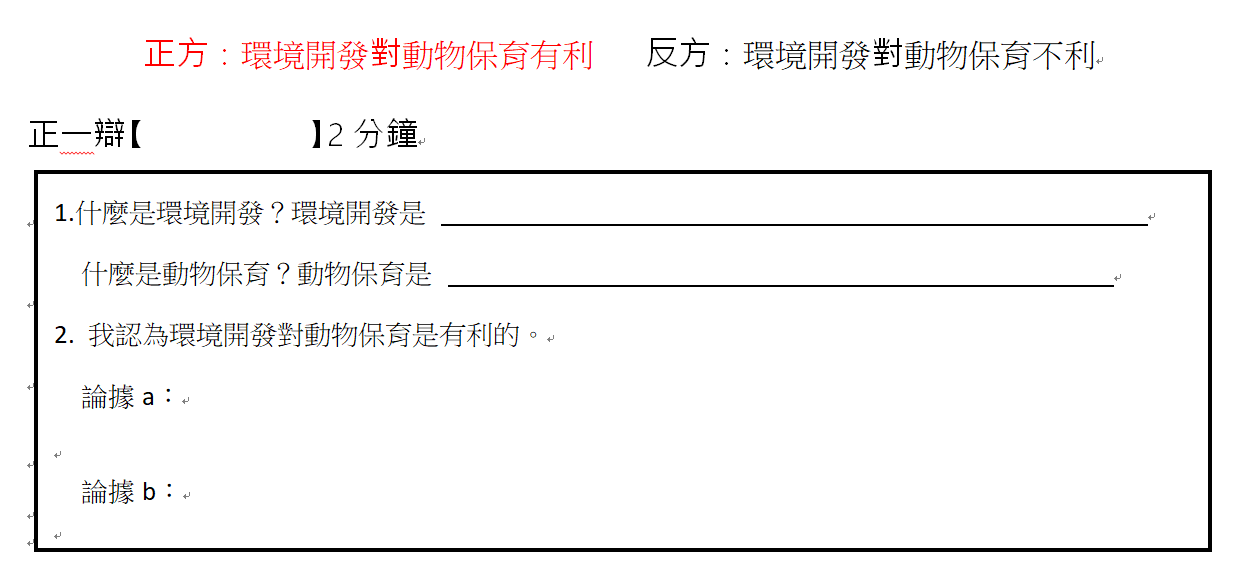 正方：環境開發對動物保育有利 反方：環境開發對動物保育不利
正一辯【 】2 分鐘
1.什麼是環境開發？環境開發是 ＿＿＿＿＿＿＿＿＿＿
什麼是動物保育？動物保育是 ＿＿＿＿＿＿＿＿＿＿
2. 我認為環境開發對動物保育是有利的。
論據 a：
論據 b：